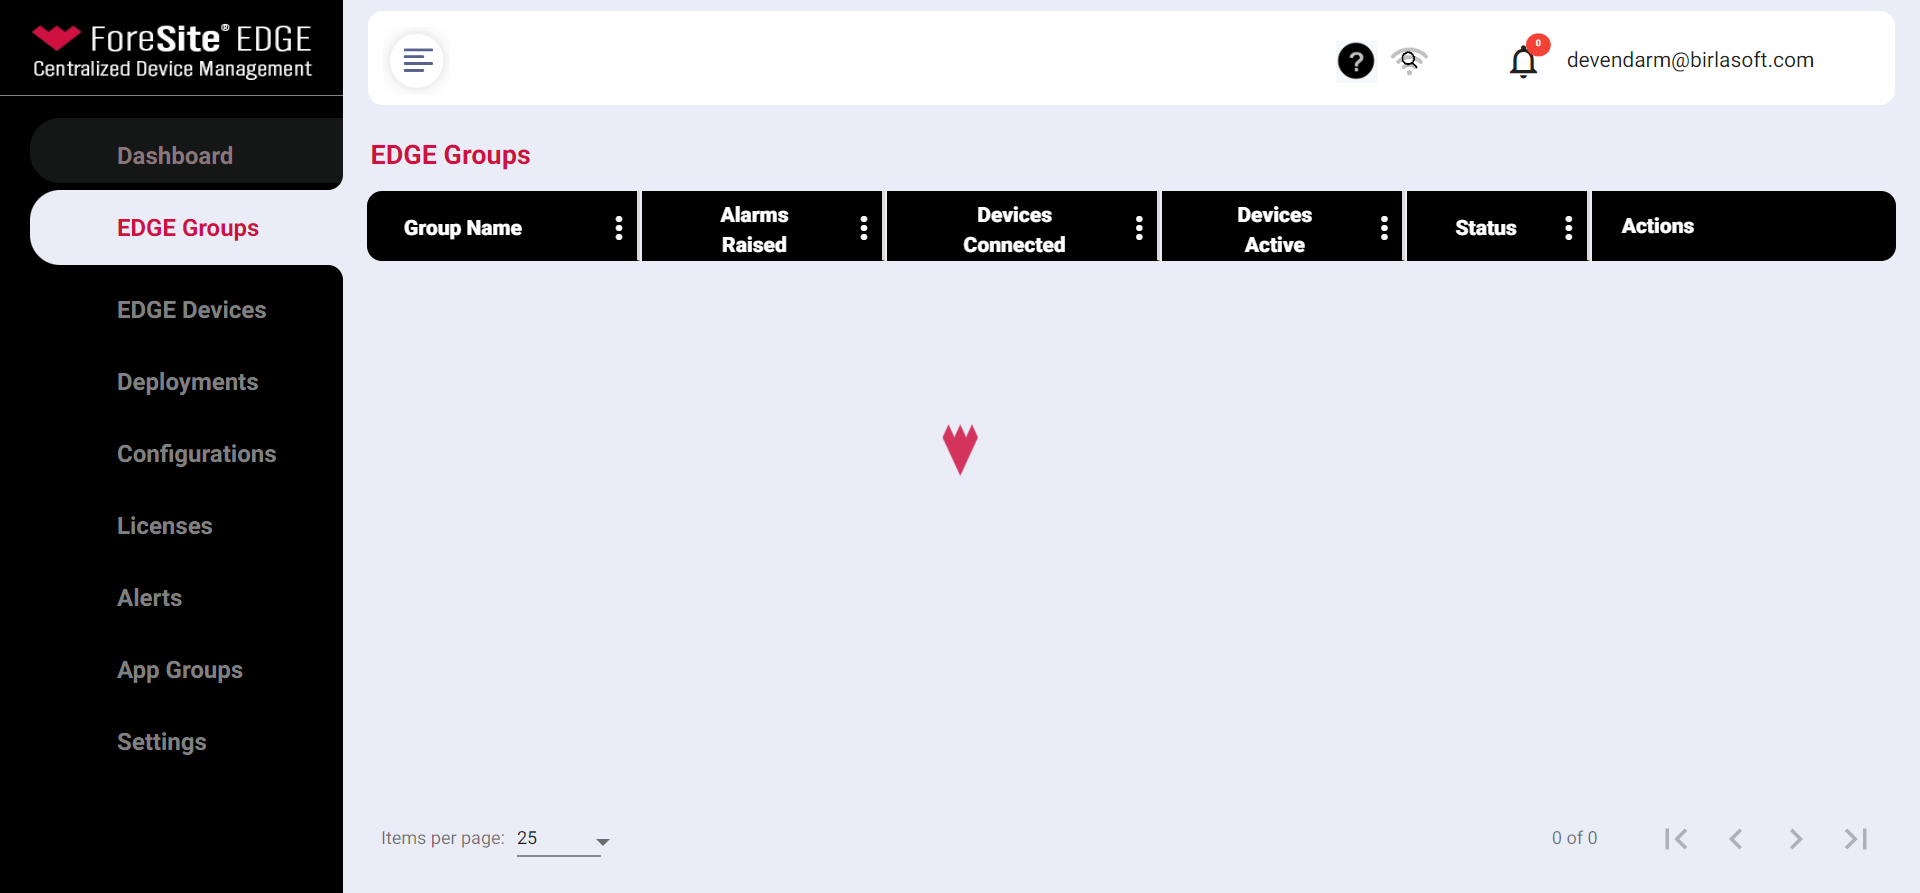 ForeSite® EDGE
Centralized Device Management
Dashboard
EDGE Groups
EDGE Devices
Deployments
Configurations
Licenses
Alerts
App Groups
Settings
?
0
devendarm@birlasoft.com
EDGE Groups
Group Name
Alarms
Raised
Devices
Connected
Devices
Active
Status
Actions
Items per page: 25
0 of 0